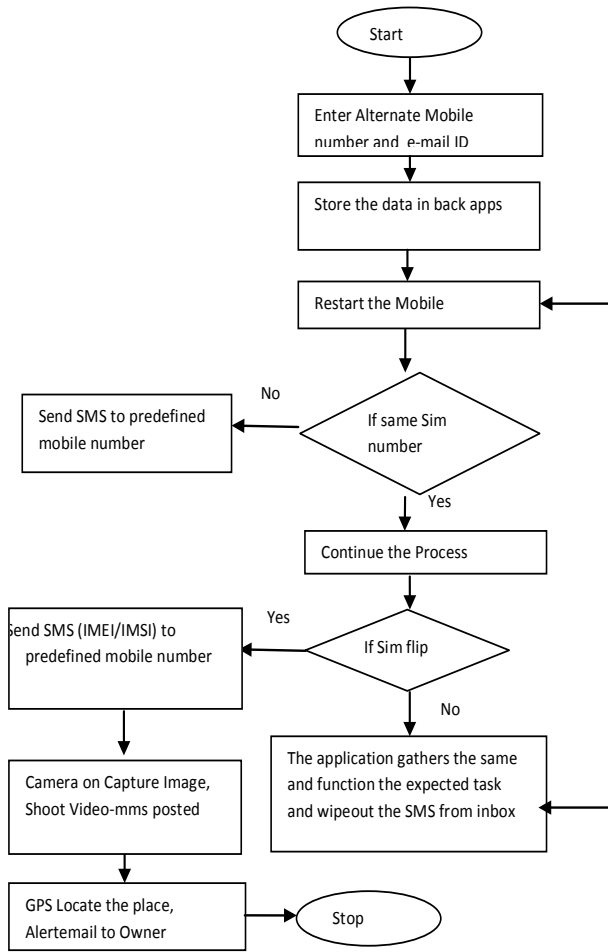 Start
Enter Alternate Mobile
number and e-mail ID
Store the data in back apps
Restart the Mobile
No
Send SMS to predefined
mobile number
If same Sim
number
Yes
Continue the Process
Yes
Send SMS (IMEI/IMSI) to
predefined mobile number
If Sim flip
No
The application gathers the same
and function the expected task
and wipeout the SMS from inbox
Camera on Capture Image,
Shoot Video-mms posted
GPS Locate the place,
Alertemail to Owner
Stop